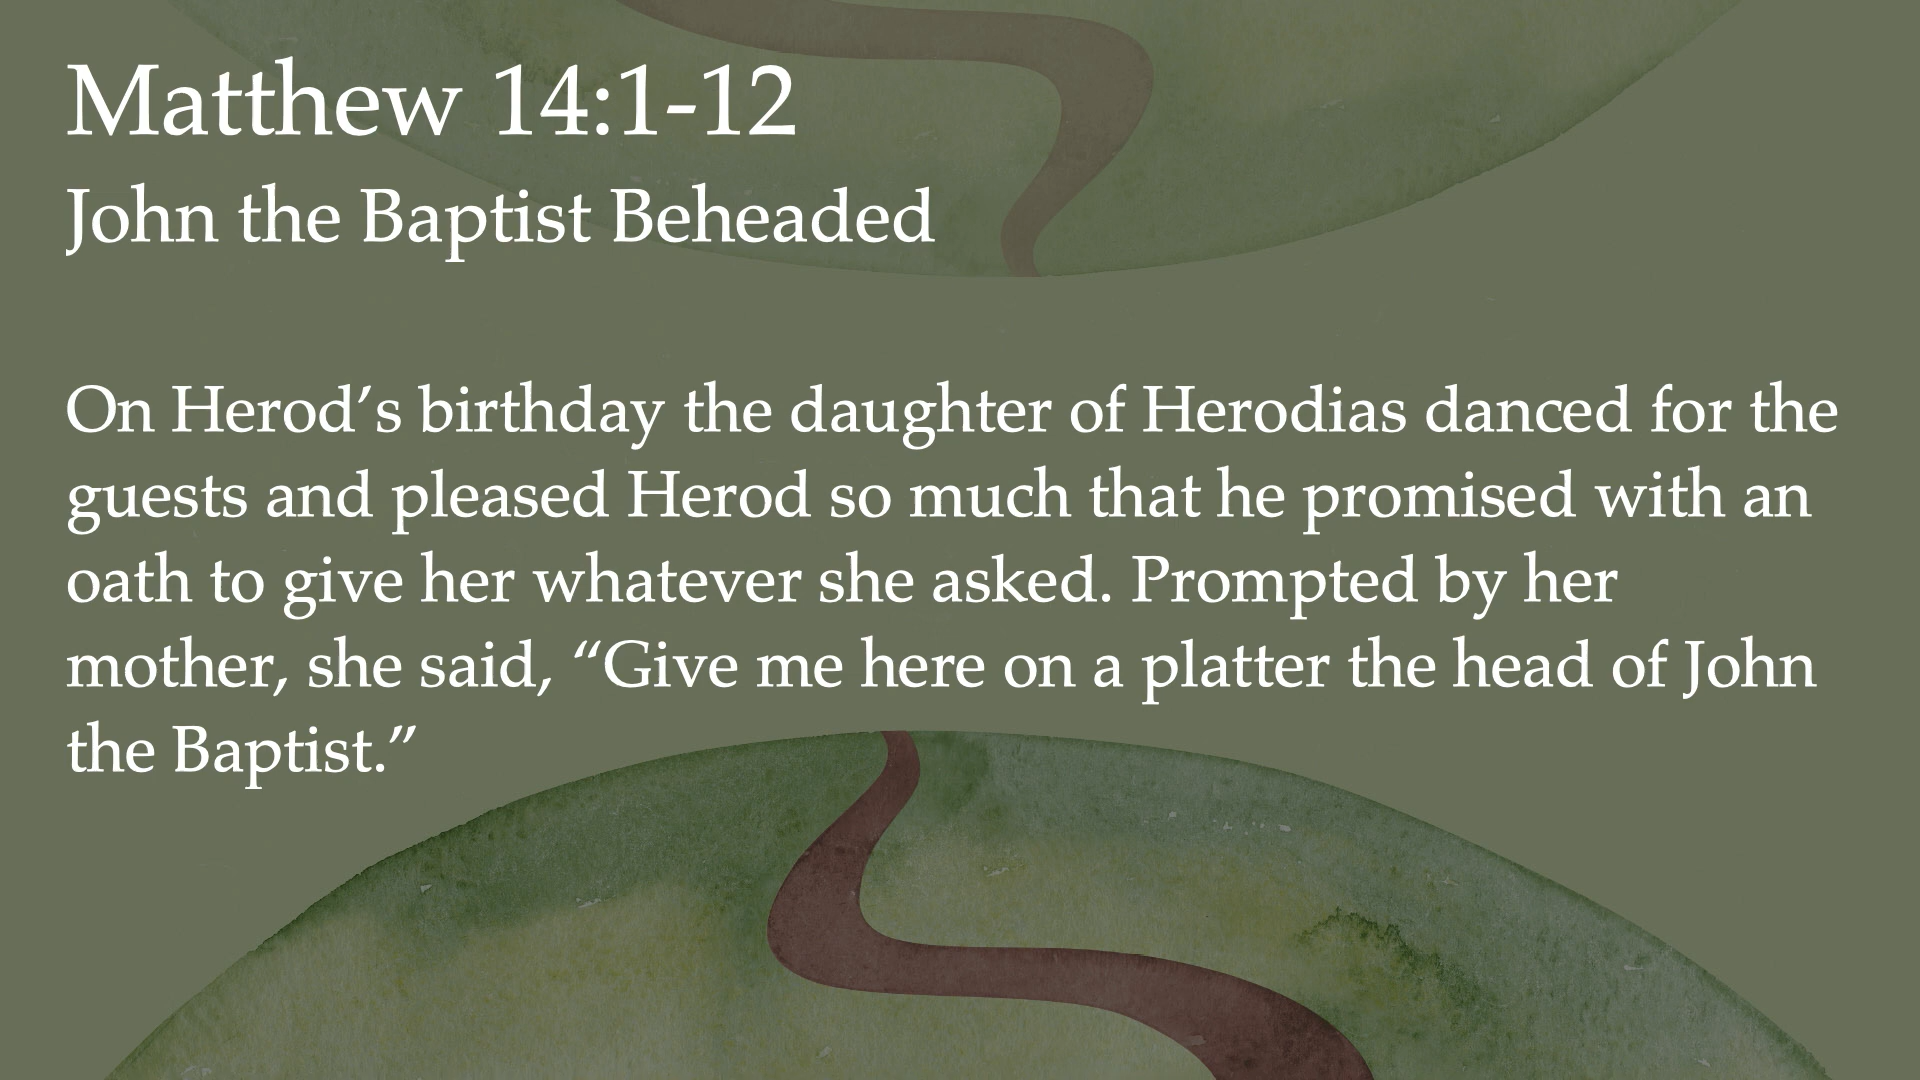 Matthew 14:1-12
John the Baptist Beheaded
On Herod’s birthday the daughter of Herodias danced for the
guests and pleased Herod so much that he promised with an
oath to give her whatever she asked. Prompted by her
mother, she said, “Give me here on a platter the head of John
the Baptist.”